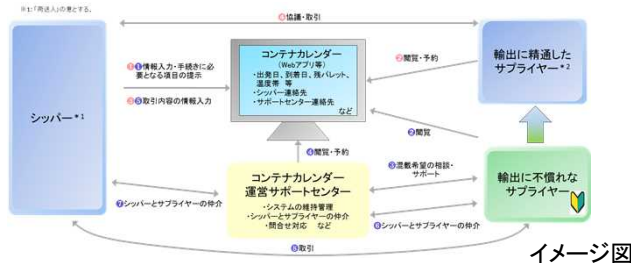 ※1:「荷送人」の意とする。
④協議・取引
シッパー*1
①❶情報入力・手続きに必
要となる項目の提示
③❺取引内容の情報入力
コンテナカレンダー
(Webアプリ等)
・出発日、到着日、残パレット、
温度帯 等
・シッパー連絡先
・サポートセンター連絡先
など
②閲覧・予約
輸出に精通した
サプライヤー*2
❷閲覧
❹閲覧・予約
❸混載希望の相談・
サポート
コンテナカレンダー
運営サポートセンター
・システムの維持管理
・シッパーとサプライヤーの仲介
・問合せ対応 など
輸出に不慣れな
サプライヤー
❼シッパーとサプライヤーの仲介
❻シッパーとサプライヤーの仲介
取引
イメージ図